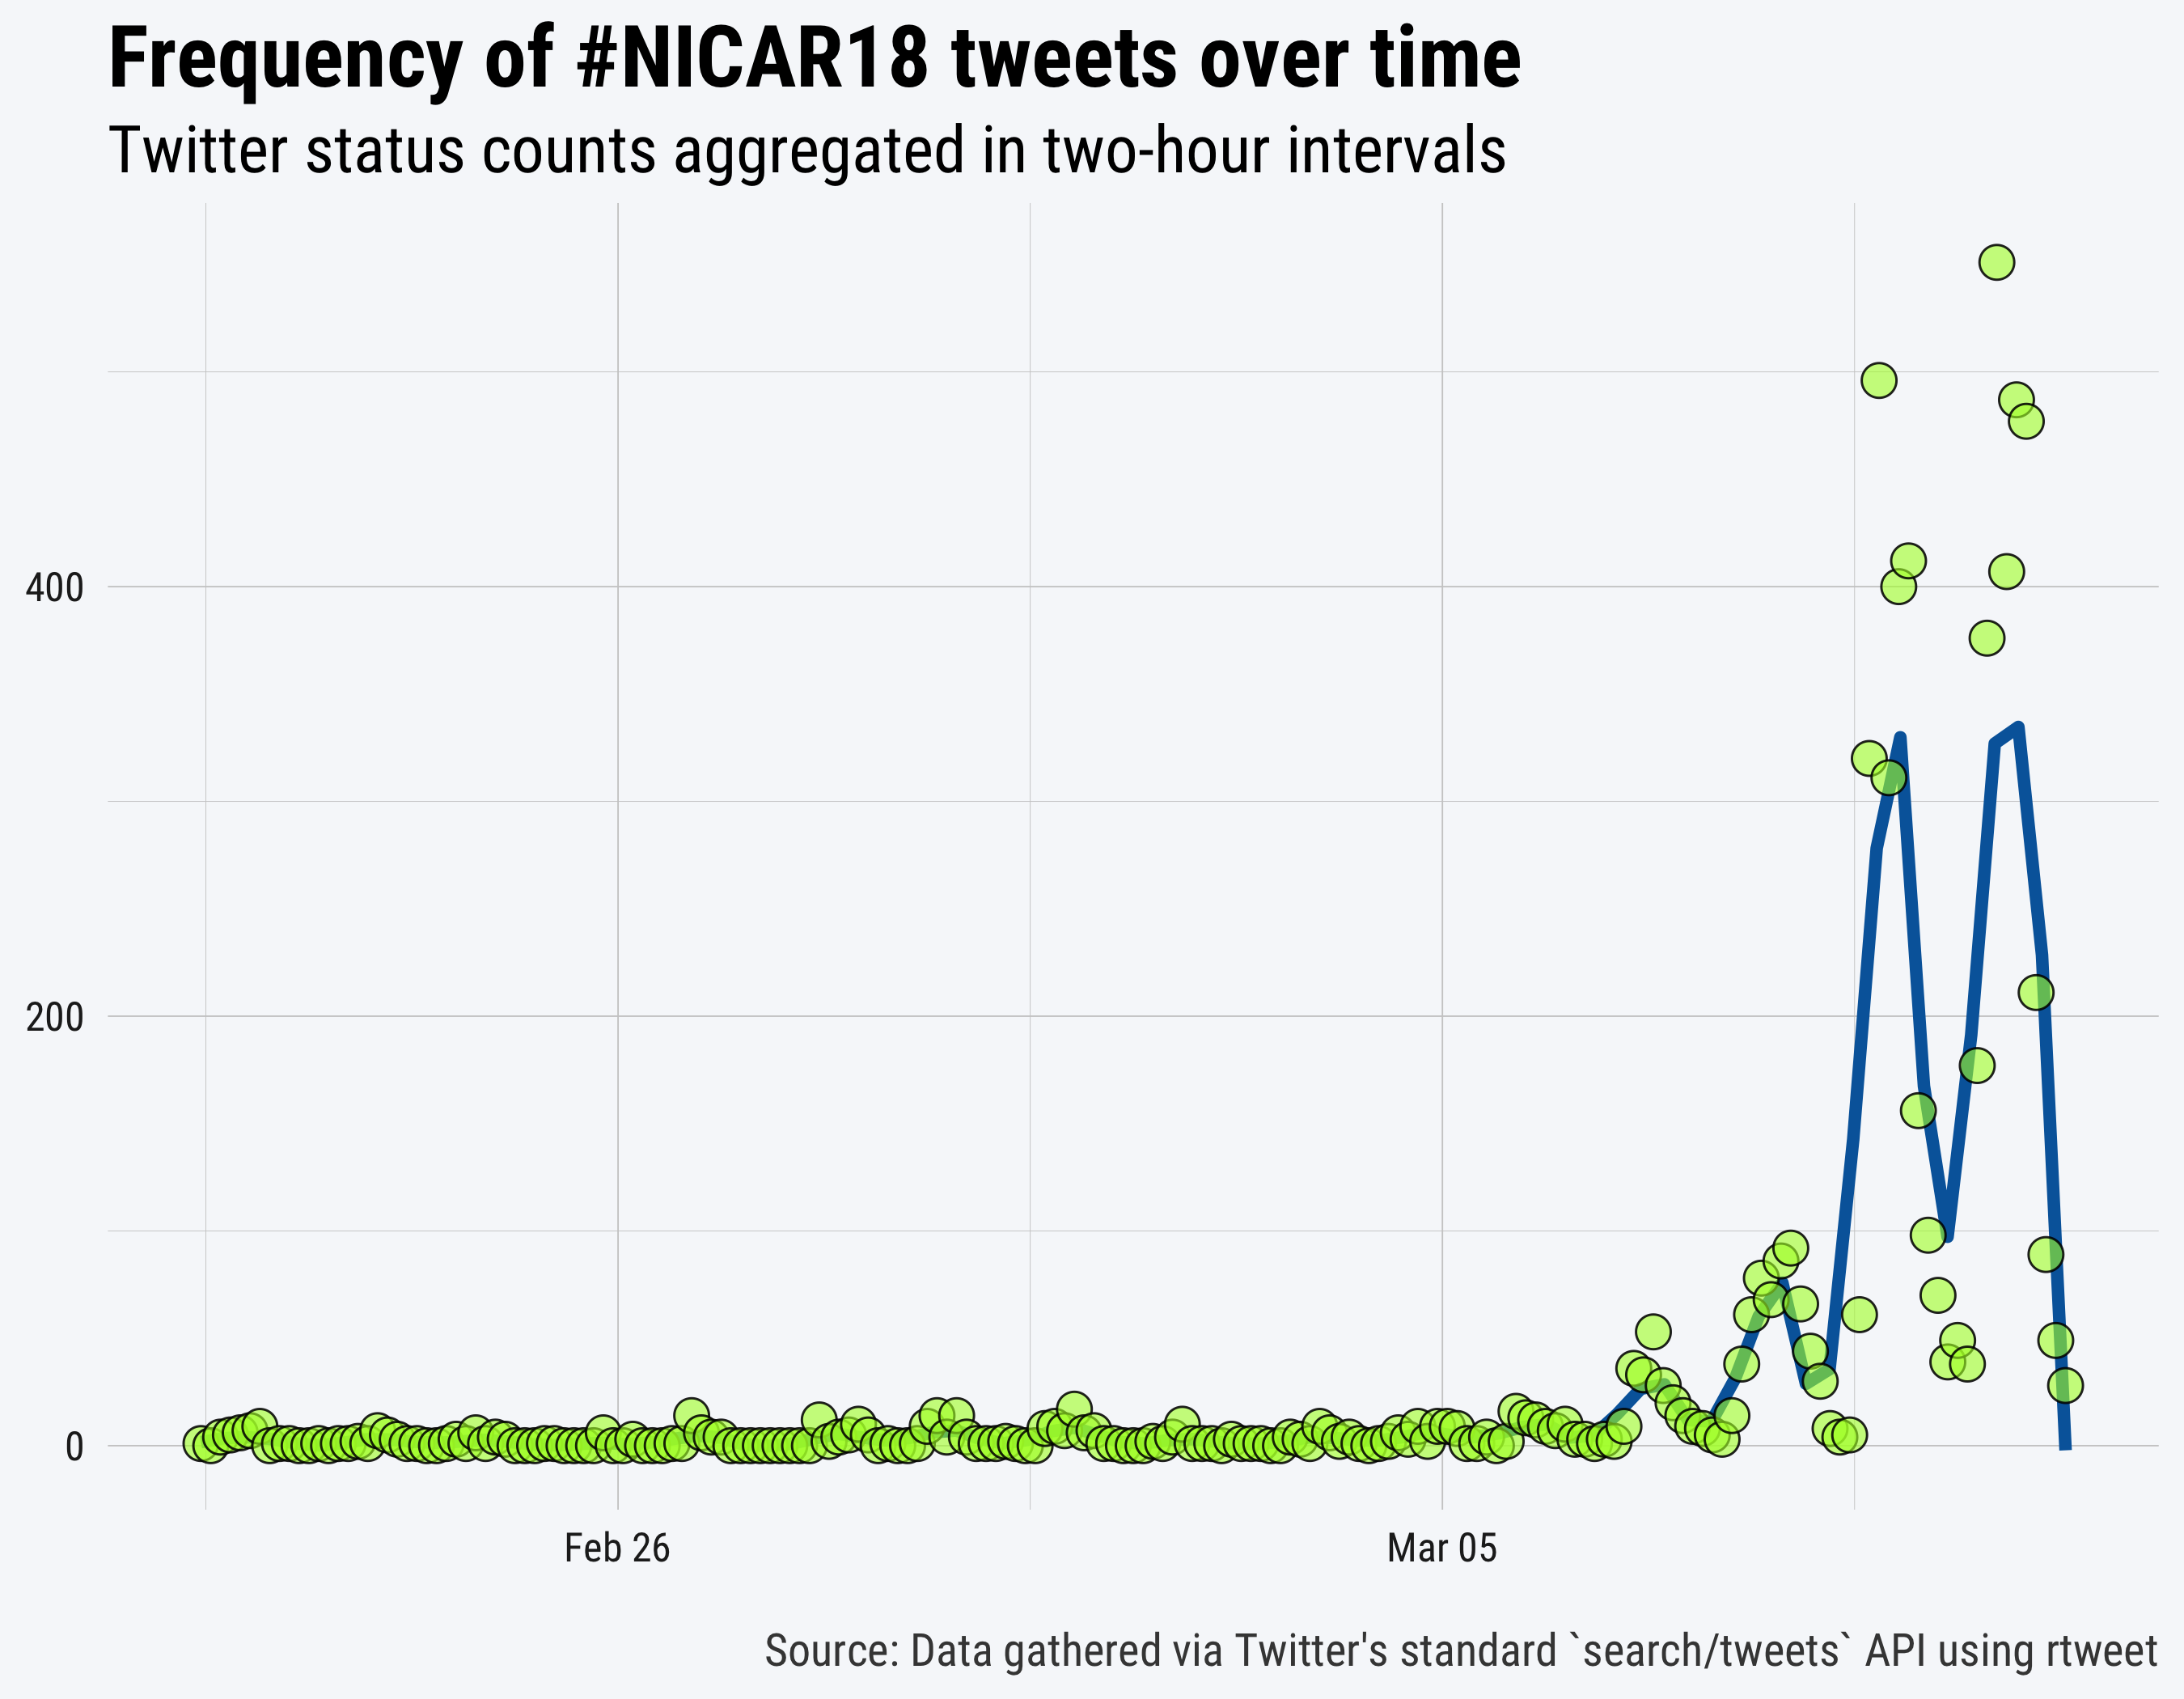 Frequency of #NICAR18 tweets over time
Twitter status counts aggregated in two-hour intervals
400
200
0
Feb 26
Mar 05
Source: Data gathered via Twitter's standard `search/tweets` API using rtweet